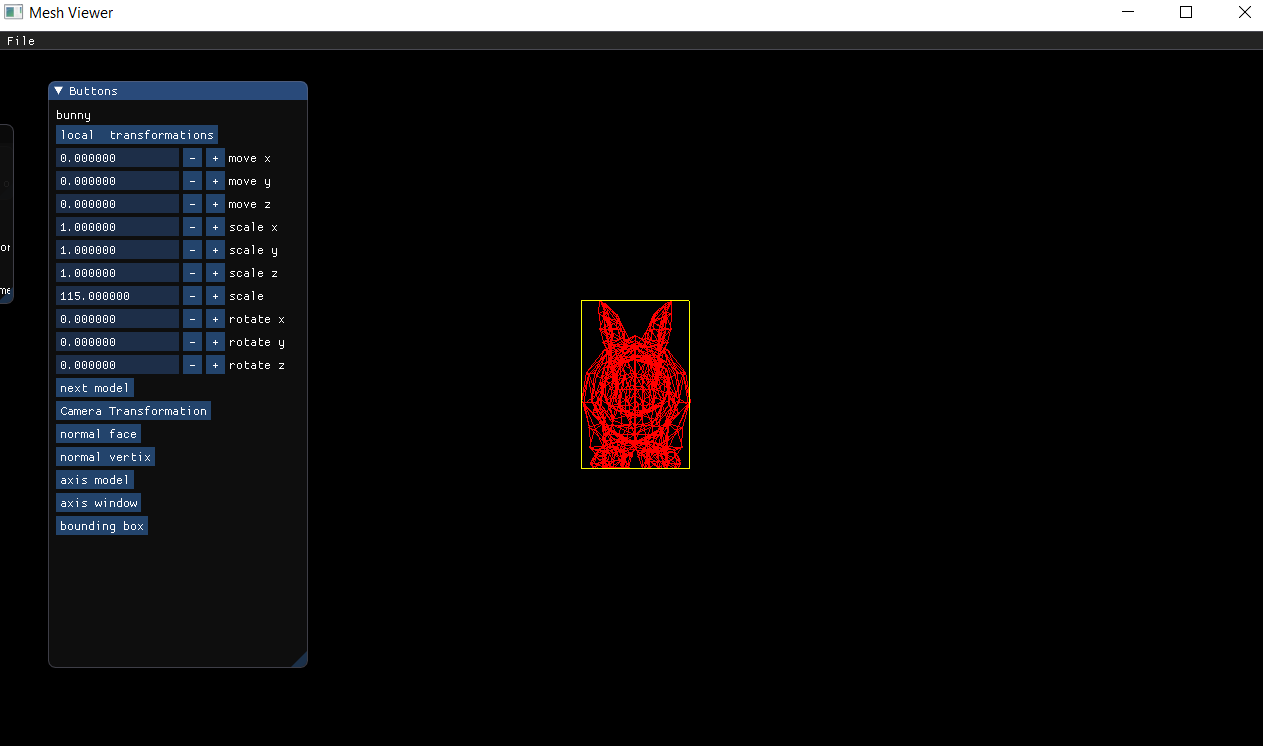 Mesh Viewer
File
Buttons
bunny
local transformations
0.000000 - + move x
0.000000 - + move y
0.000000 - + move z
1.000000 - + scale x
1.000000 - + scale y
1.000000 - + scale z
115.000000 - + scale
0.000000 - + rotate x
0.000000 - + rotate y
0.000000 - + rotate z
next model
Camera Transformation
normal face
normal vertix
axis model
axis window
bounding box